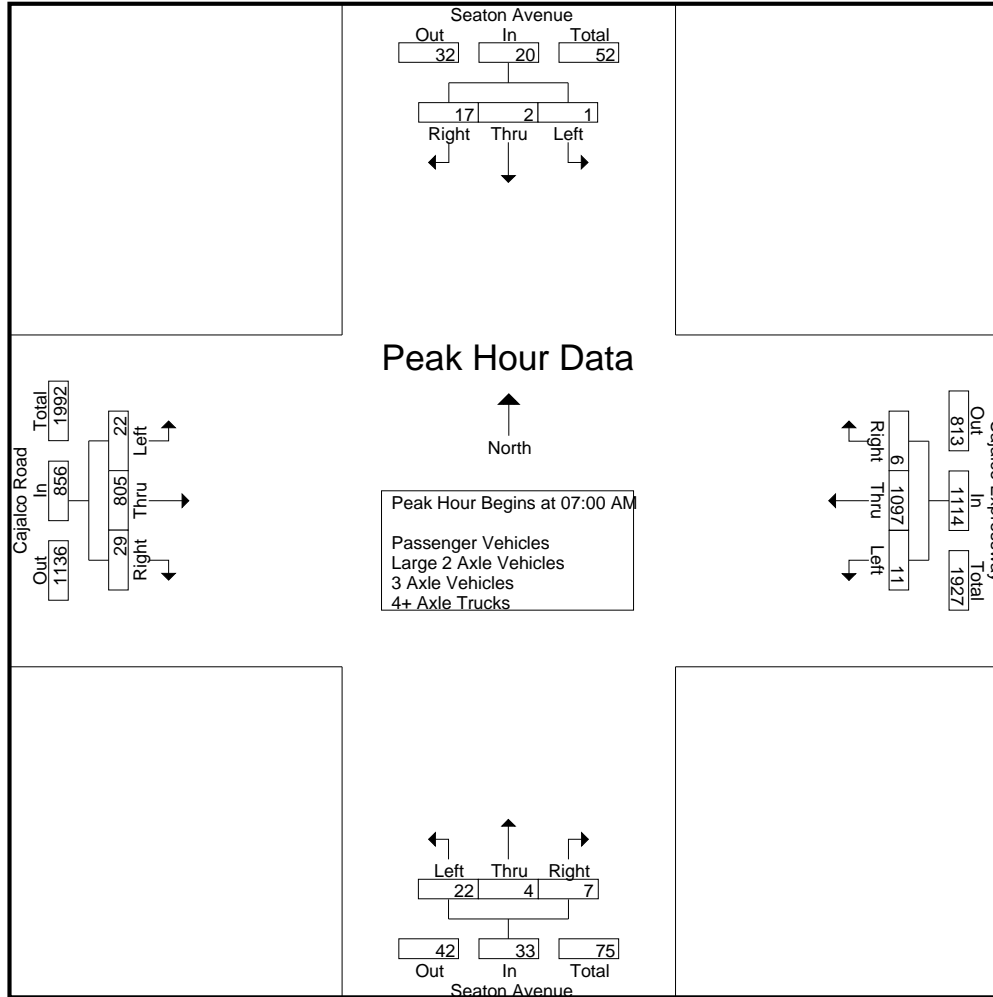 Seaton Avenue
Out In Total
32 20 52
17 2 1
Right Thru Left
Peak Hour Data
North
Peak Hour Begins at 07:00 AM
Passenger Vehicles
Large 2 Axle Vehicles
3 Axle Vehicles
4+ Axle Trucks
Cajalco Road
Out In Total
1136 856 1992
29 805 22
Right Thru Left
Out In Total
813 1114 1927
6 1097 11
Right Thru Left
Left Thru Right
22 4 7
42 33 75
Out In Total
Seaton Avenue